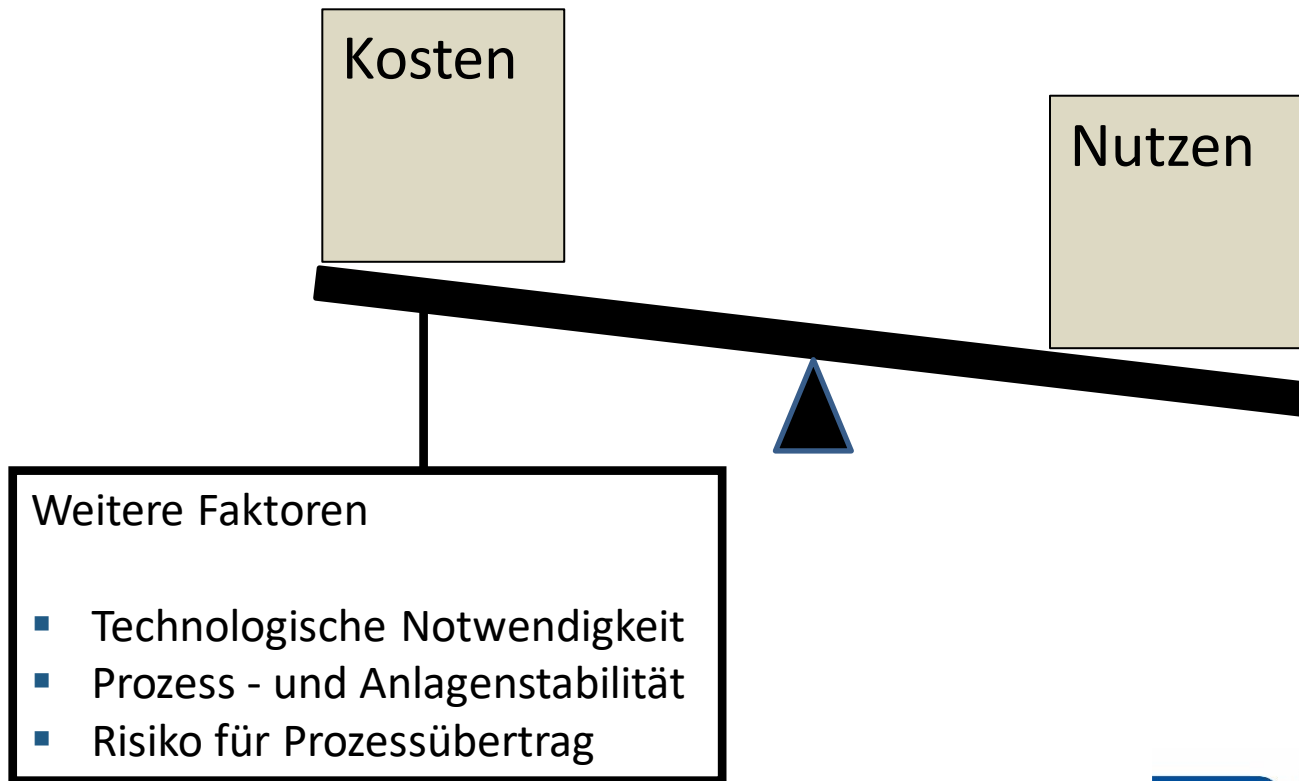 Kosten
Nutzen
Weitere Faktoren
Technologische Notwendigkeit
Prozess - und Anlagenstabilität
Risiko für Prozessübertrag